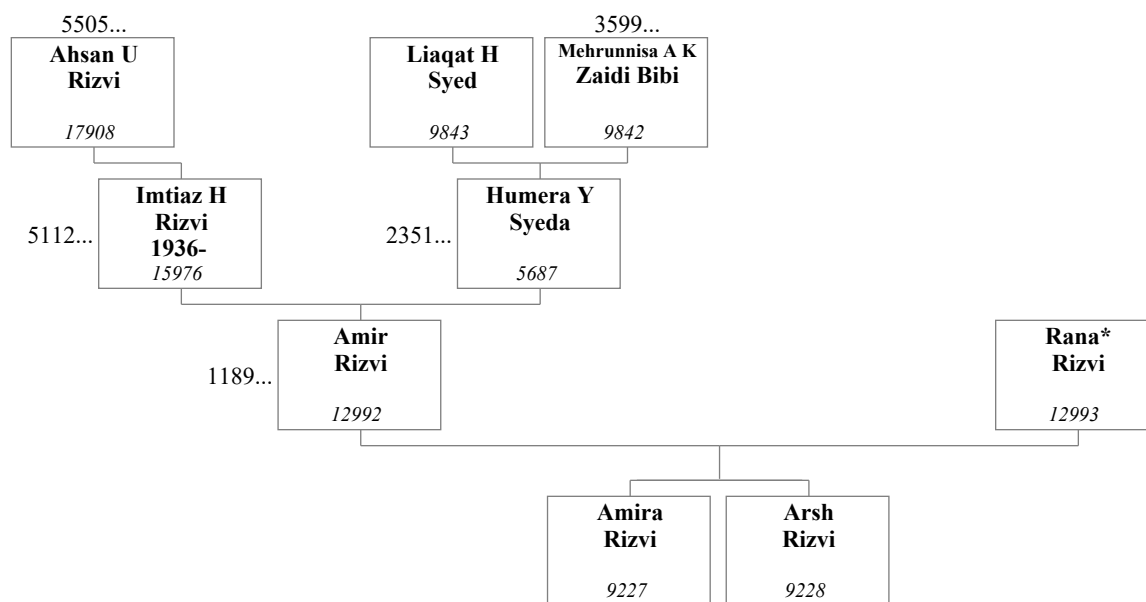 5505...
3599...
Ahsan U
Rizvi
17908
Liaqat H
Syed
9843
Mehrunnisa A K
Zaidi Bibi
9842
5112...
Imtiaz H
Rizvi
1936-
15976
2351...
Humera Y
Syeda
5687
1189...
Amir
Rizvi
12992
Rana*
Rizvi
12993
Amira
Rizvi
9227
Arsh
Rizvi
9228